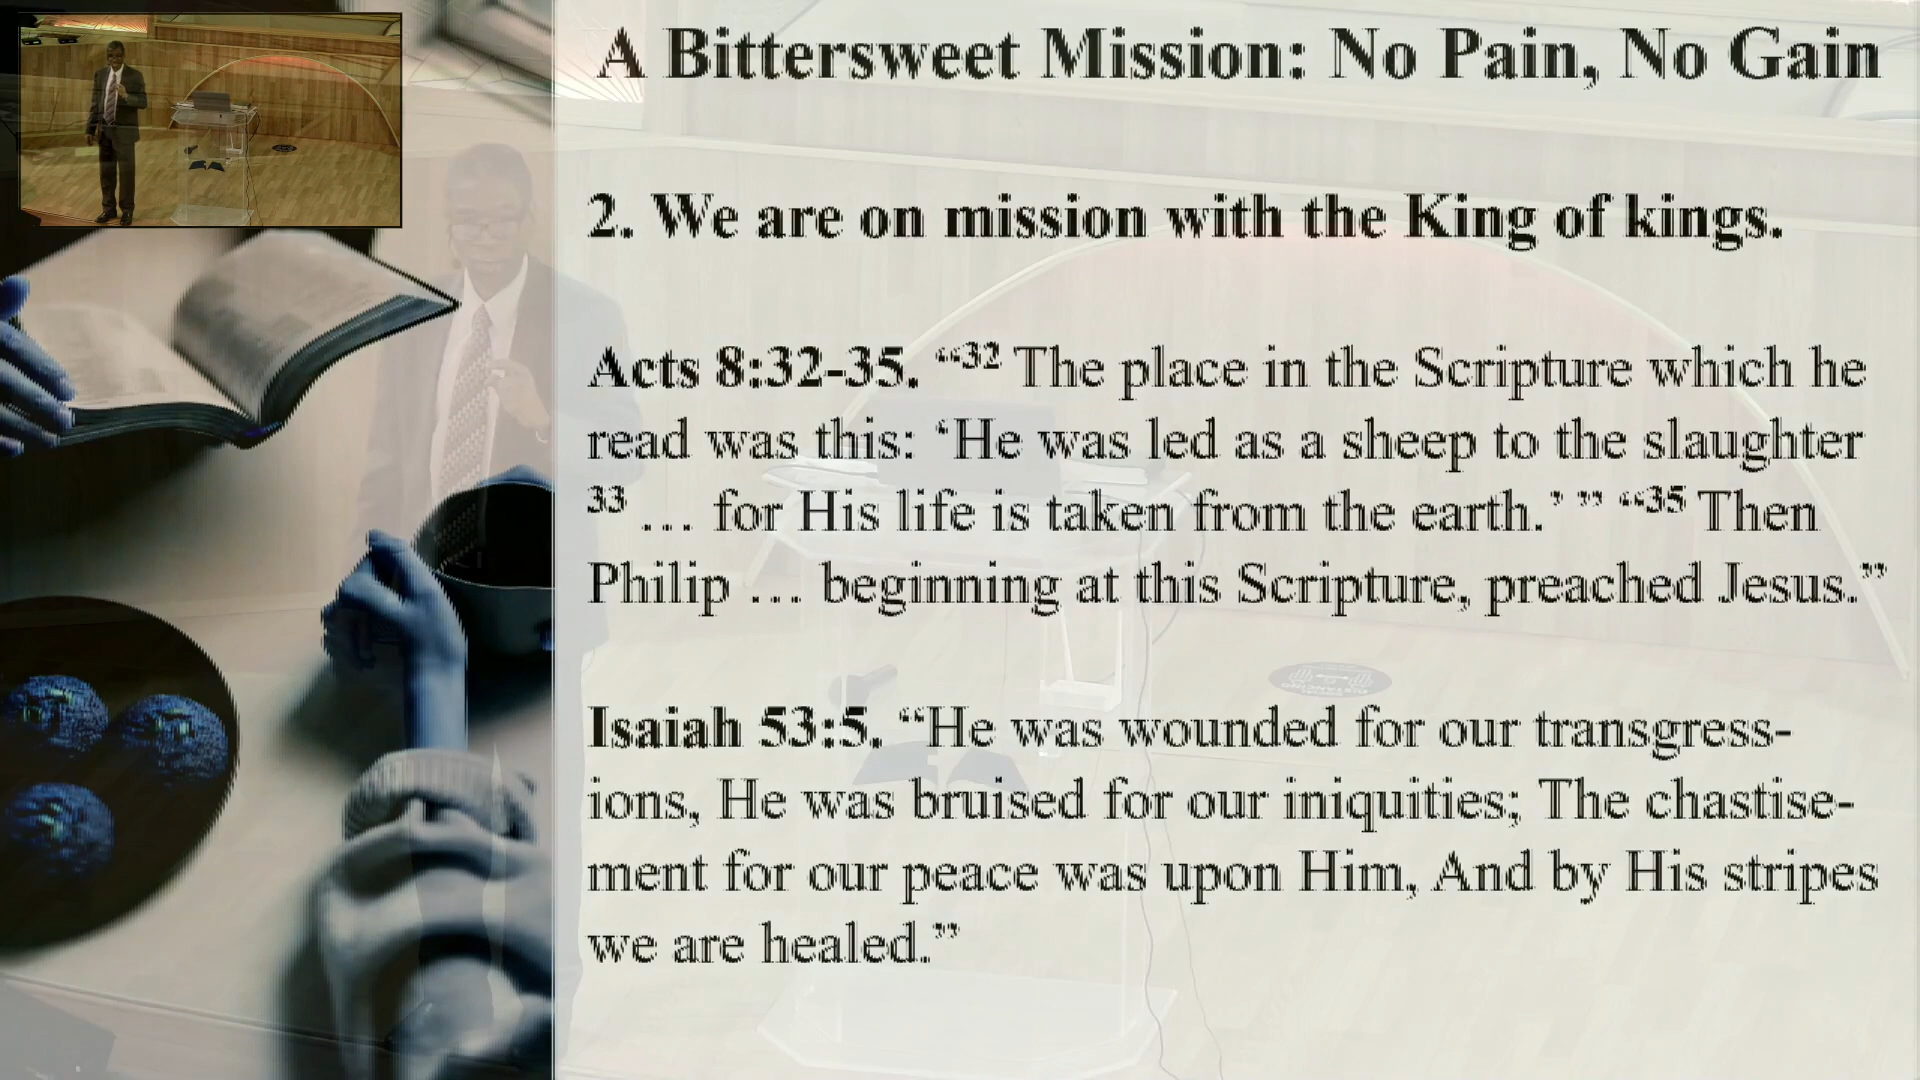 A Bittersweet Mission: No Pain, No Gain
2. We are on mission with the King of kings.
Acts 8:32-35. “32 The place in the Scripture which he
read was this: ‘He was led as a sheep to the slaughter
33 … for His life is taken from the earth.’ ” “35 Then
Philip … beginning at this Scripture, preached Jesus.”
Isaiah 53:5. “He was wounded for our transgress-
ions, He was bruised for our iniquities; The chastise-
ment for our peace was upon Him, And by His stripes
we are healed.”